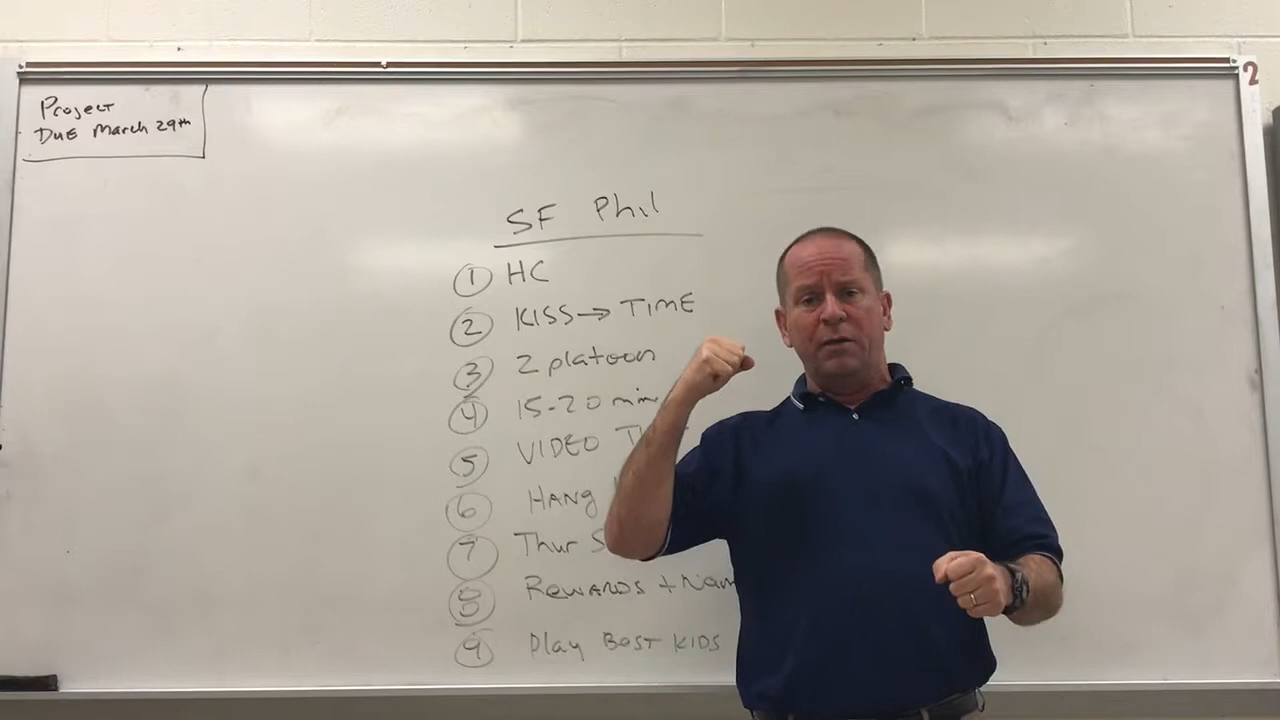 Project
Due March 29th
2
SF Phil
① HC
② KISS → TIME
③ 2 platoon
④ 15-20 min
⑤ VIDEO
⑥ HANG
⑦ Thur
⑧ REWARDS +
⑨ Play BEST KIDS